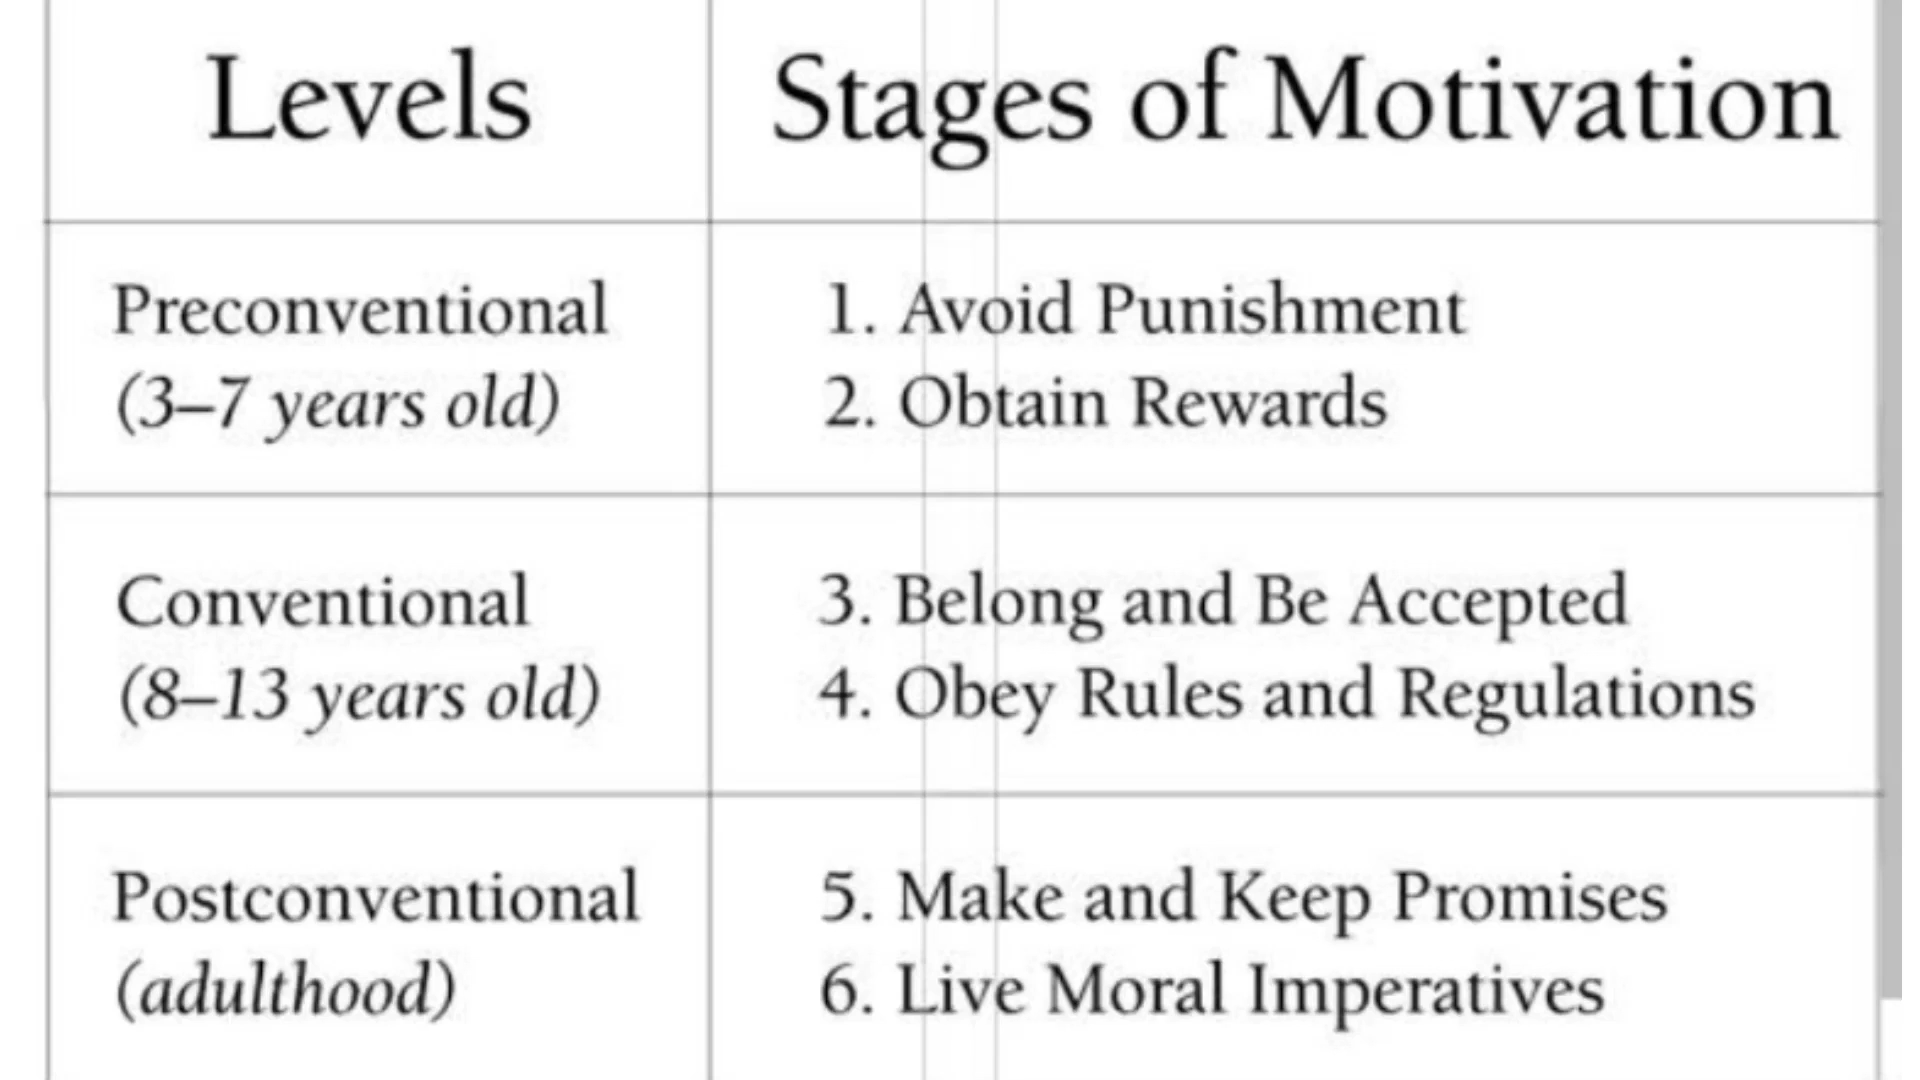 Levels
Stages of Motivation
Preconventional
(3–7 years old)
1. Avoid Punishment
2. Obtain Rewards
Conventional
(8–13 years old)
3. Belong and Be Accepted
4. Obey Rules and Regulations
Postconventional
(adulthood)
5. Make and Keep Promises
6. Live Moral Imperatives